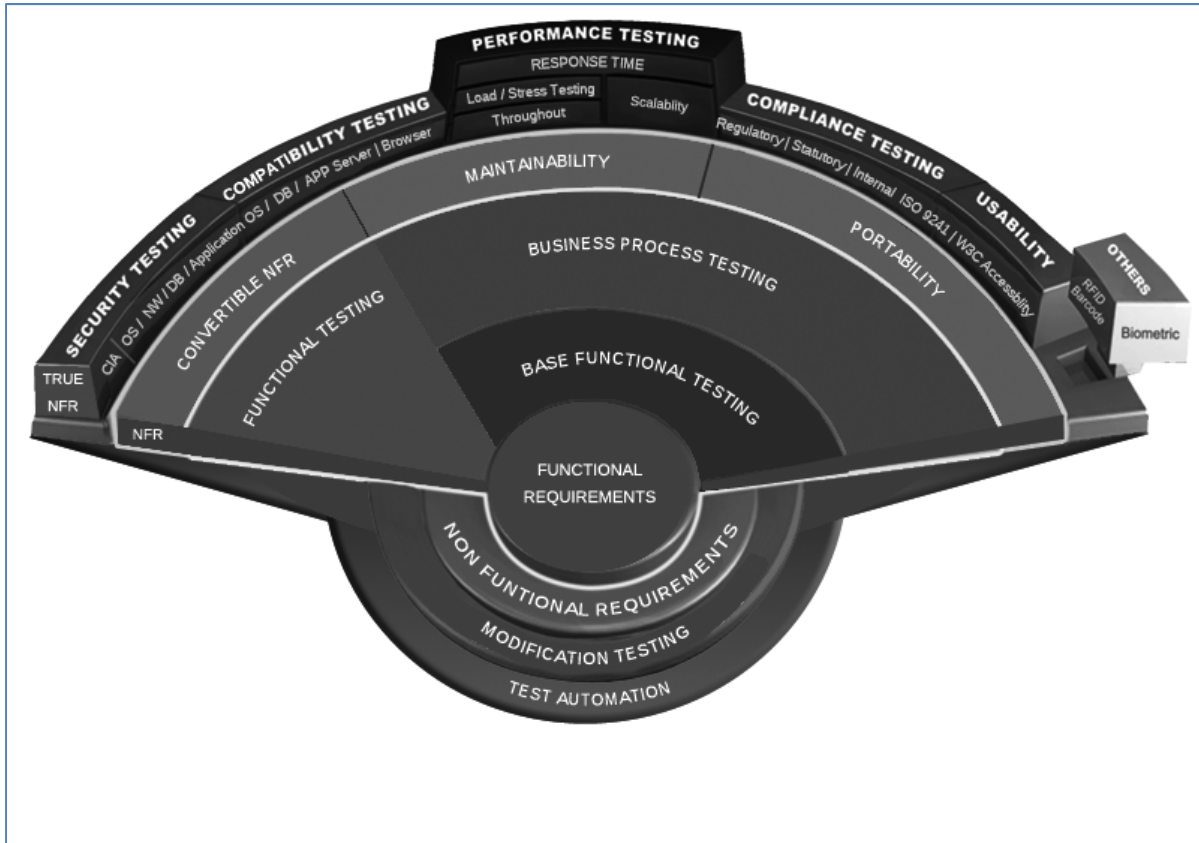 PERFORMANCE TESTING
RESPONSE TIME
Load / Stress Testing
Throughout
Scalablity
SECURITY TESTING
COMPATIBILITY TESTING
COMPLIANCE TESTING
USABILITY
OTHERS
CIA | OS / NW / DB / Application OS / DB / APP Server | Browser
Regulatory | Statutory | Internal ISO 9241 | W3C Accessblity
RFID
Barcode
Biometric
TRUE
NFR
CONVERTIBLE NFR
MAINTAINABILITY
PORTABILITY
NFR
FUNCTIONAL TESTING
BUSINESS PROCESS TESTING
BASE FUNCTIONAL TESTING
FUNCTIONAL
REQUIREMENTS
NON FUNTIONAL REQUIREMENTS
MODIFICATION TESTING
TEST AUTOMATION